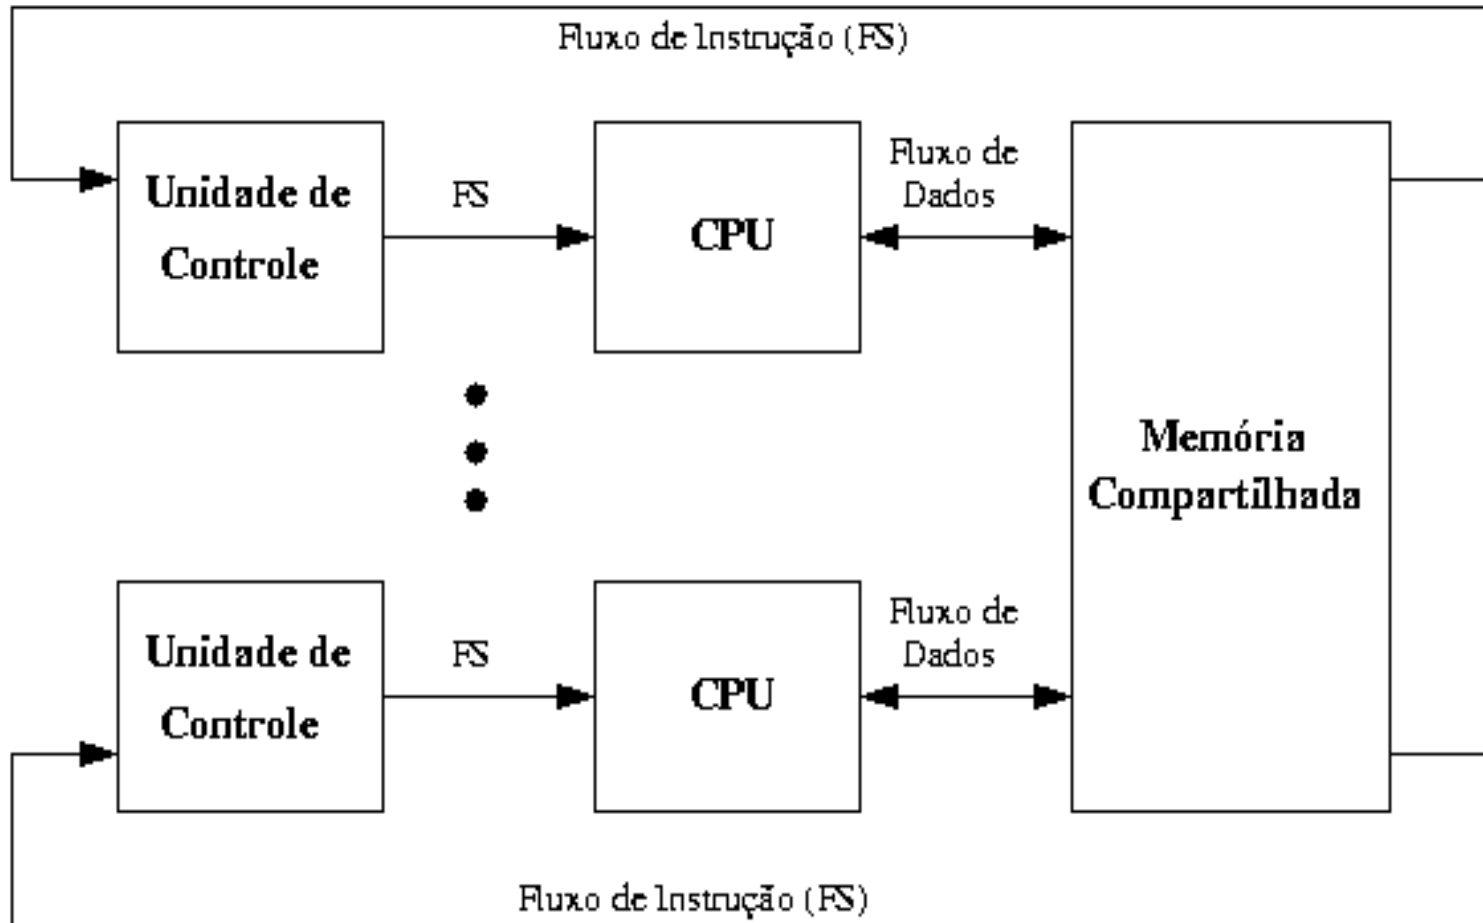 Fluxo de Instrução (FS)
Unidade de
Controle
FS
CPU
Fluxo de
Dados
Memória
Compartilhada
Unidade de
Controle
FS
CPU
Fluxo de
Dados
Fluxo de Instrução (FS)